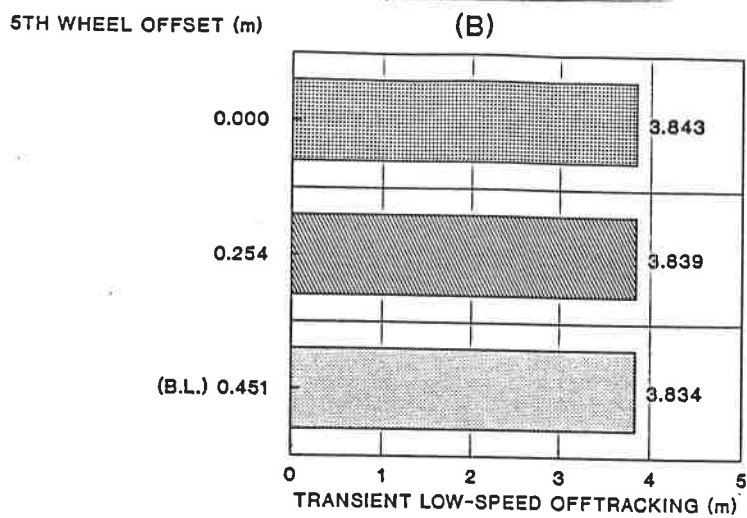 5TH WHEEL OFFSET (m)
(B)
0.000
3.843
0.254
3.839
(B.L.) 0.451
3.834
0 1 2 3 4 5
TRANSIENT LOW-SPEED OFFTRACKING (m)